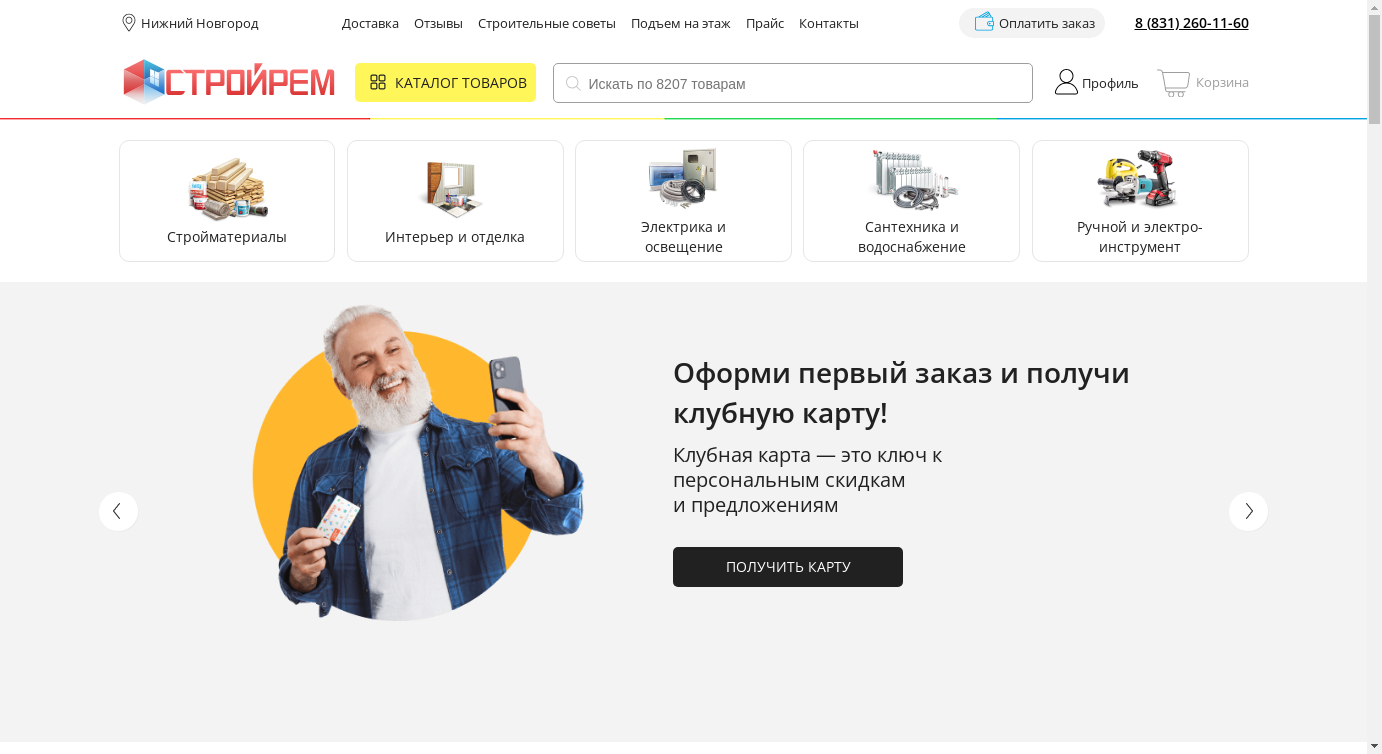 Нижний Новгород
Доставка
Отзывы
Строительные советы
Подъем на этаж
Прайс
Контакты
Оплатить заказ
8 (831) 260-11-60
СТРОЙРЕМ
КАТАЛОГ ТОВАРОВ
Искать по 8207 товарам
Профиль
Корзина
Стройматериалы
Интерьер и отделка
Электрика и
освещение
Сантехника и
водоснабжение
Ручной и электро-
инструмент
Оформи первый заказ и получи
клубную карту!
Клубная карта — это ключ к
персональным скидкам
и предложениям
ПОЛУЧИТЬ КАРТУ